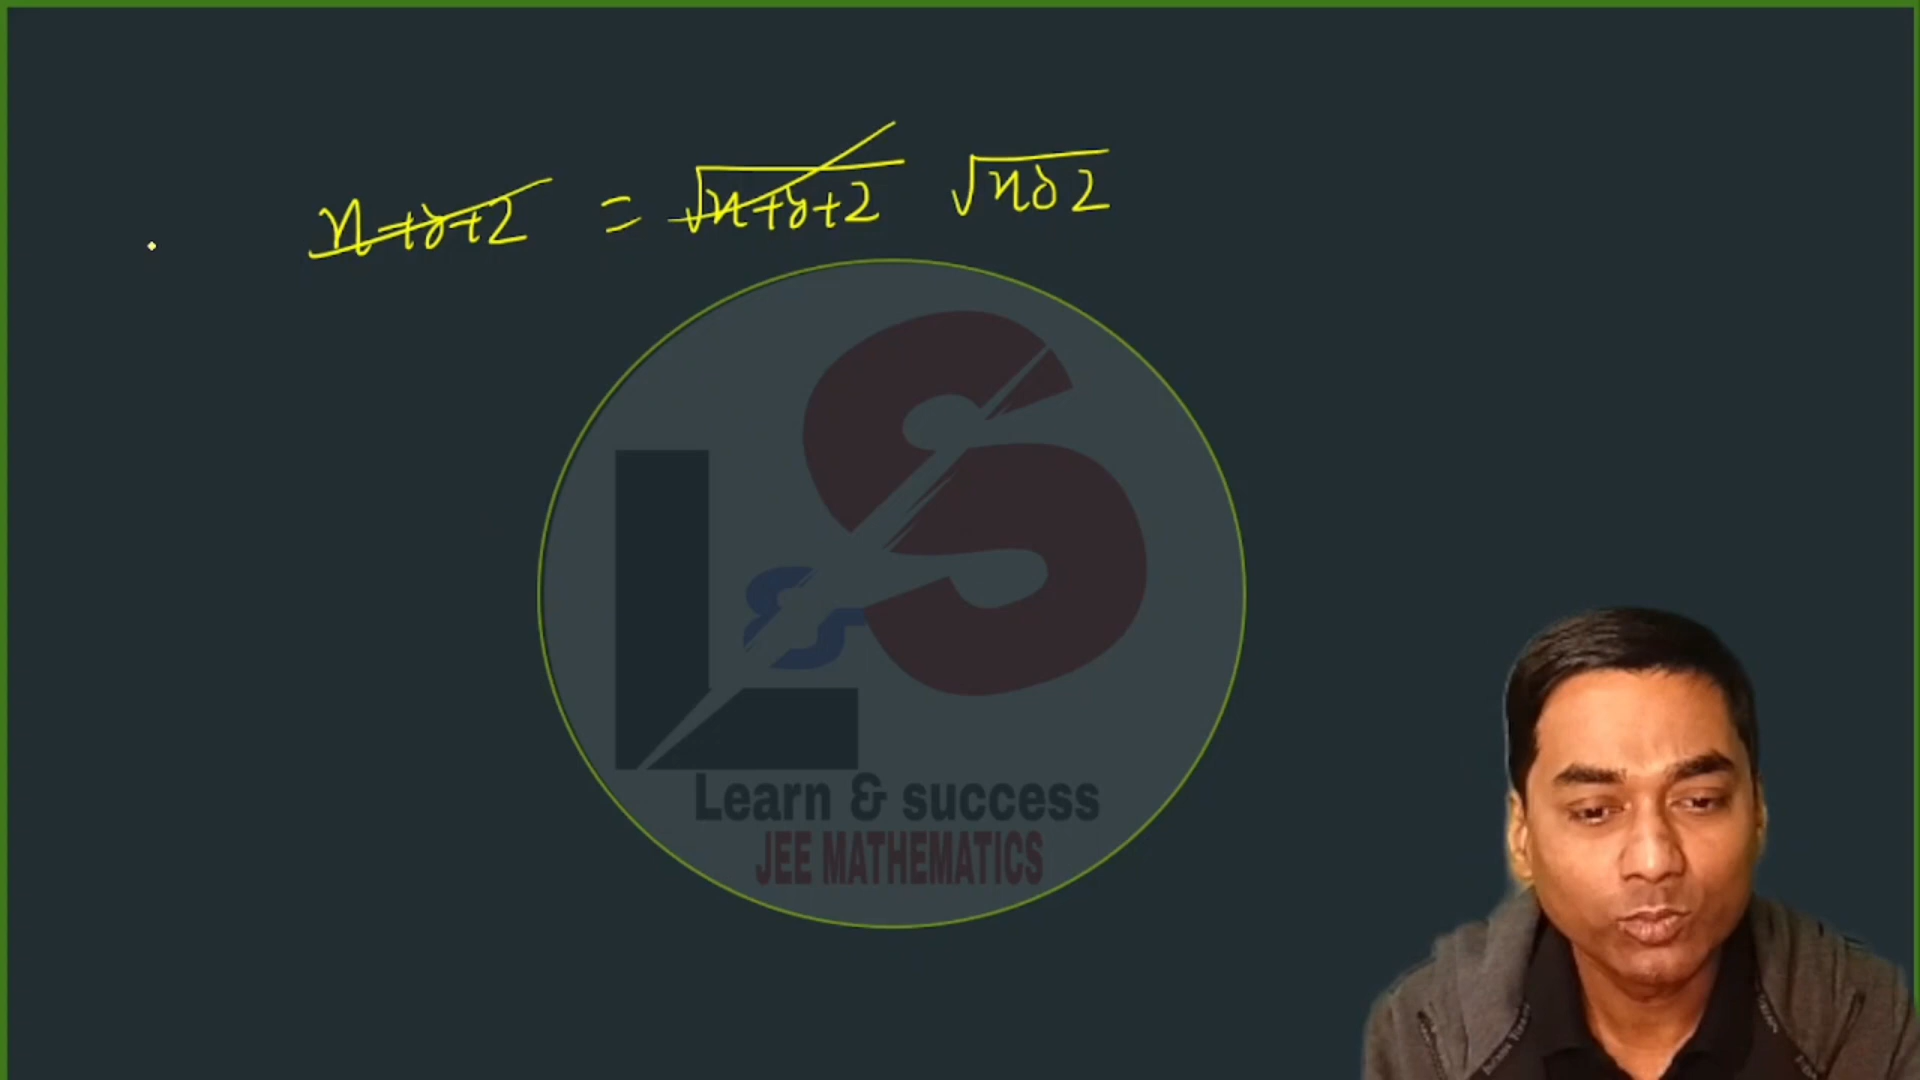 x+y+2 = √x+y+2 √xy2
Learn & success
JEE MATHEMATICS